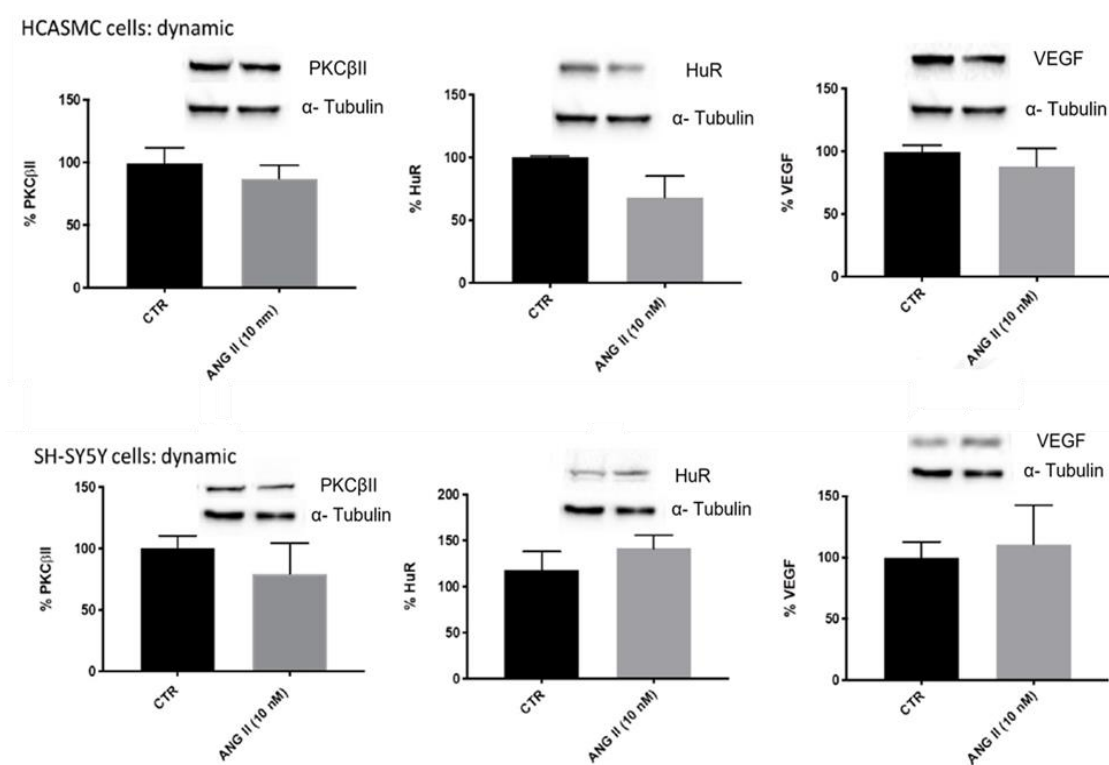 HCASMC cells: dynamic
PKCβII
α- Tubulin
150
100
50
0
% PKCβII
CTR
ANG II (10 nm)
HuR
α- Tubulin
150
100
50
0
% HuR
CTR
ANG II (10 nM)
VEGF
α- Tubulin
150
100
50
0
% VEGF
CTR
ANG II (10 nM)
SH-SY5Y cells: dynamic
PKCβII
α- Tubulin
150
100
50
0
% PKCβII
CTR
ANG II (10 nM)
HuR
α- Tubulin
200
150
100
50
0
% HuR
CTR
ANG II (10 nM)
VEGF
α- Tubulin
150
100
50
0
% VEGF
CTR
ANG II (10 nM)